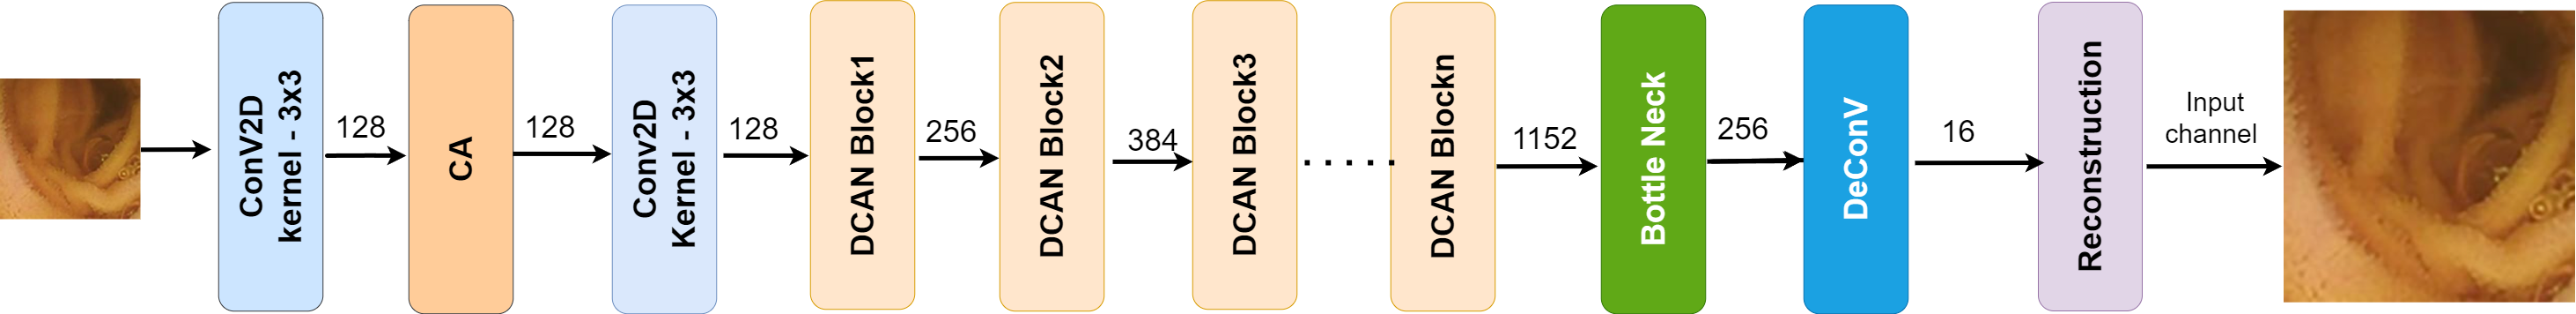 ConV2D
kernel - 3x3
128
CA
128
Conv2D
Kernel - 3x3
128
DCAN Block1
256
DCAN Block2
384
DCAN Block3
......
DCAN Blockn
1152
Bottle Neck
256
DeConV
16
Reconstruction
Input
channel